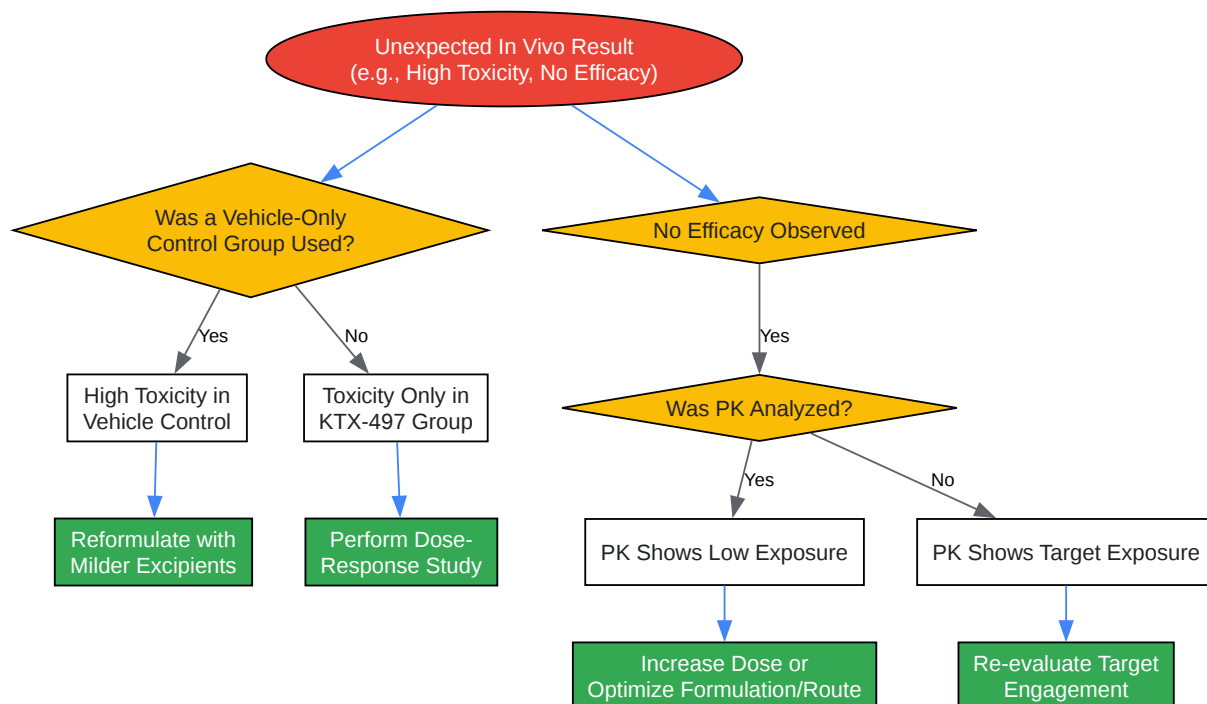 Unexpected In Vivo Result
(e.g., High Toxicity, No Efficacy)
Was a Vehicle-Only
Control Group Used?
No Efficacy Observed
Yes
No
Yes
High Toxicity in
Vehicle Control
Toxicity Only in
KTX-497 Group
Was PK Analyzed?
Yes
No
Reformulate with
Milder Excipients
Perform Dose-
Response Study
PK Shows Low Exposure
PK Shows Target Exposure
Increase Dose or
Optimize Formulation/Route
Re-evaluate Target
Engagement